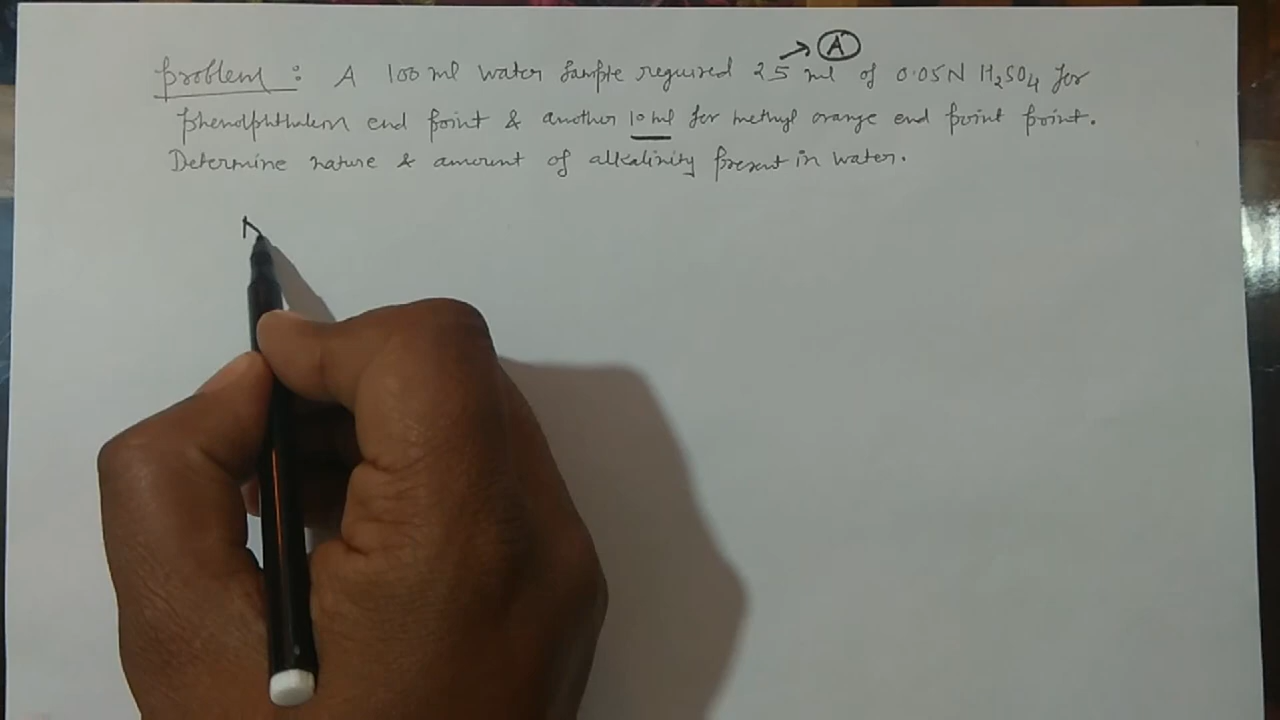 → A
Problem : A 100 ml water sample required 25 ml of 0.05N H₂SO₄ for
phenolphthalein end point & another 10 ml for methyl orange end point point.
Determine nature & amount of alkalinity present in water.